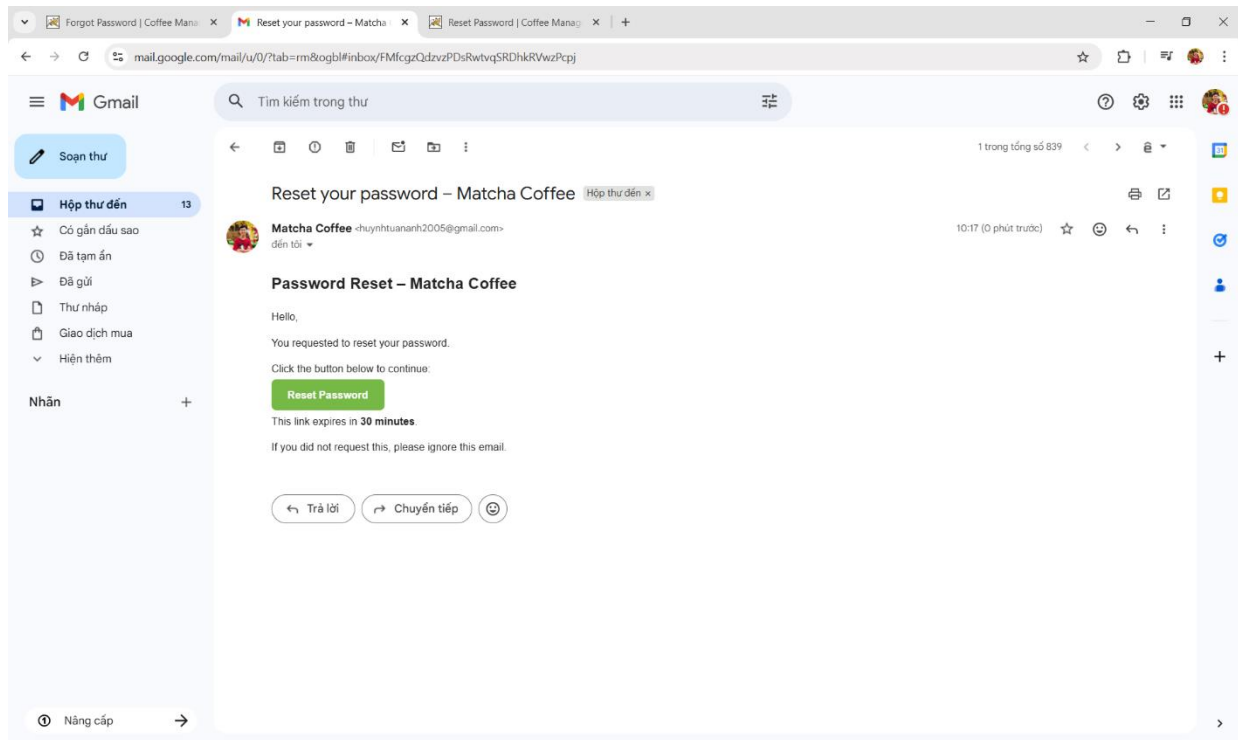 Forgot Password | Coffee Mana
Reset your password – Matcha
Reset Password | Coffee Manag
mail.google.com/mail/u/0/?tab=rm&ogbl#inbox/FMfcgzQdzvzPDsRwtvqSRDhkRVwzPcpj
Gmail
Tìm kiếm trong thư
Soạn thư
1 trong tổng số 839
Hộp thư đến 13
Có gắn dấu sao
Đã tạm ẩn
Đã gửi
Thư nháp
Giao dịch mua
Hiện thêm
Nhãn
Nâng cấp
Reset your password – Matcha Coffee Hộp thư đến ×
Matcha Coffee <huynhtuananh2005@gmail.com>
10:17 (0 phút trước)
đến tôi
Password Reset – Matcha Coffee
Hello,
You requested to reset your password.
Click the button below to continue:
Reset Password
This link expires in 30 minutes.
If you did not request this, please ignore this email.
Trả lời
Chuyển tiếp
31